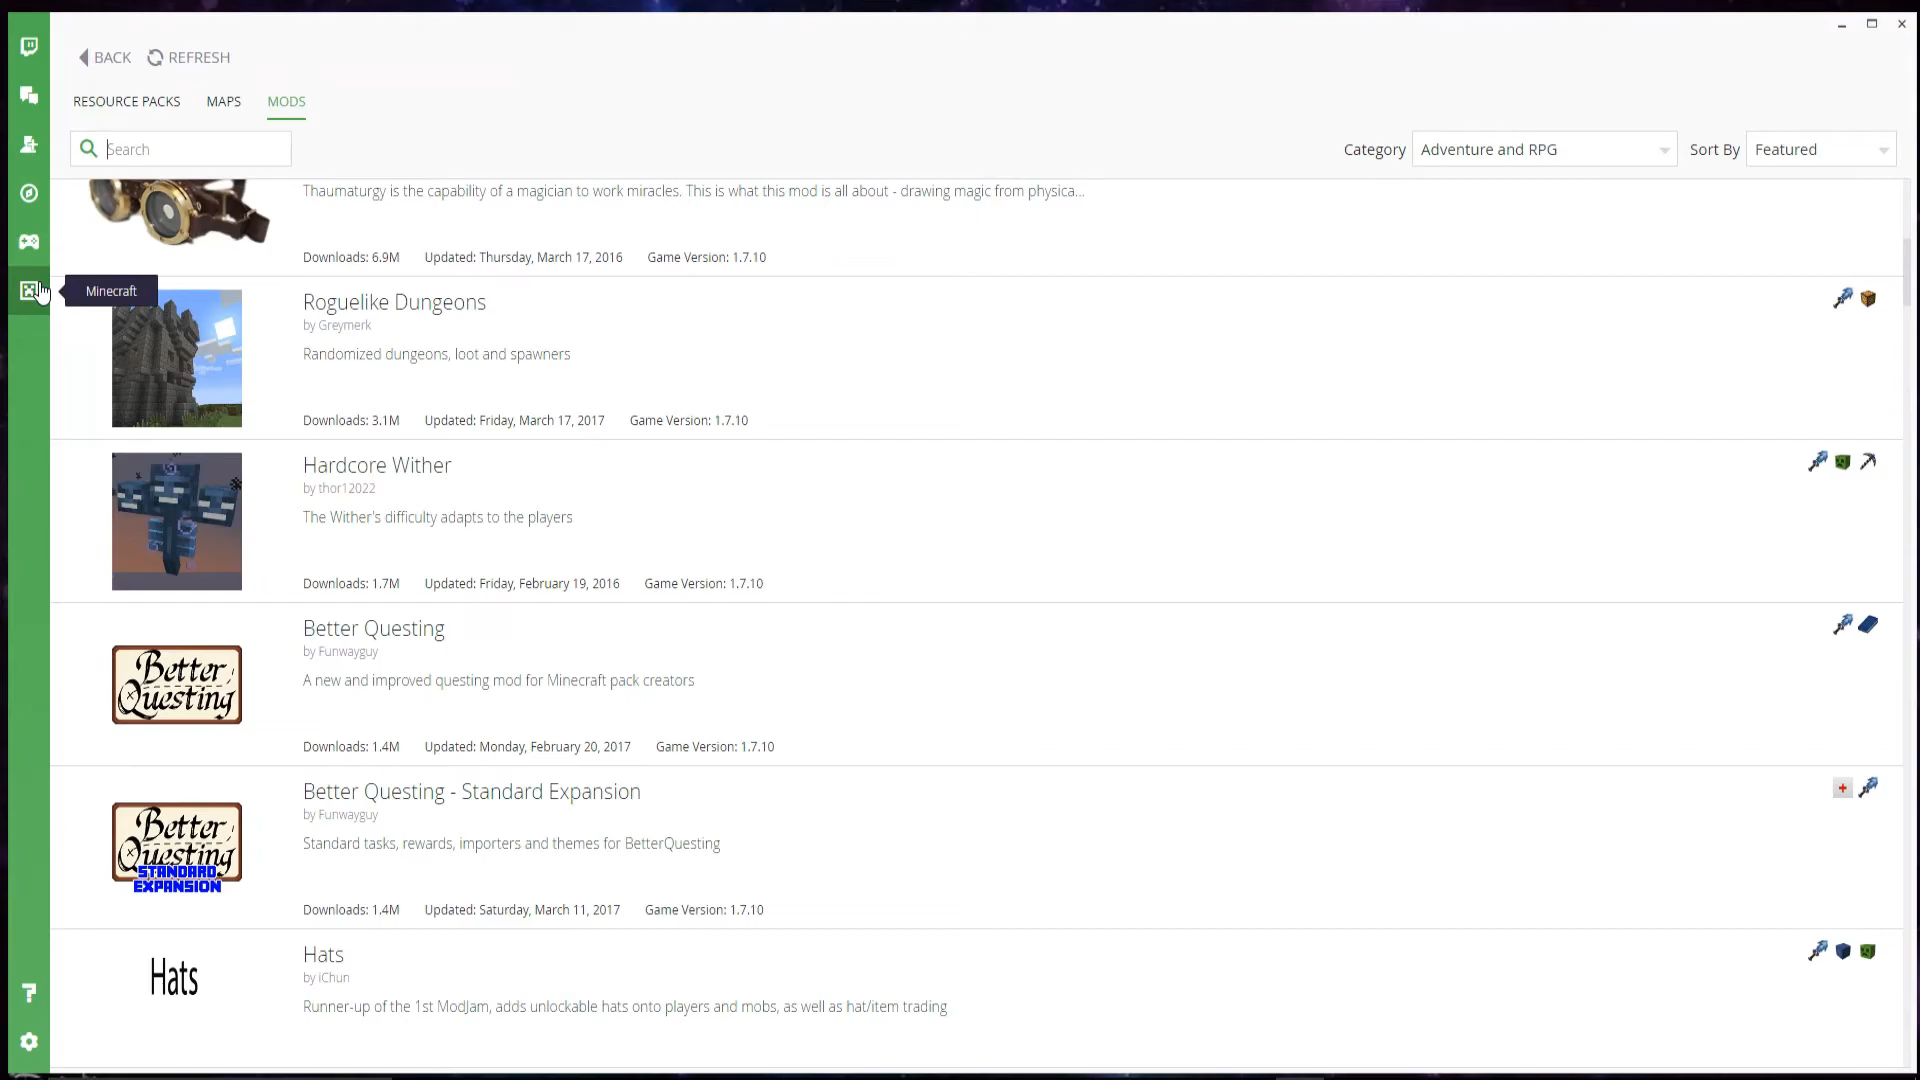 BACK REFRESH
RESOURCE PACKS MAPS MODS
Search Category Adventure and RPG Sort By Featured
Thaumaturgy is the capability of a magician to work miracles. This is what this mod is all about - drawing magic from physica...
Downloads: 6.9M Updated: Thursday, March 17, 2016 Game Version: 1.7.10
Minecraft
Roguelike Dungeons
by Greymerk
Randomized dungeons, loot and spawners
Downloads: 3.1M Updated: Friday, March 17, 2017 Game Version: 1.7.10
Hardcore Wither
by thor12022
The Wither's difficulty adapts to the players
Downloads: 1.7M Updated: Friday, February 19, 2016 Game Version: 1.7.10
Better Questing
by Funwayguy
Better
Questing
A new and improved questing mod for Minecraft pack creators
Downloads: 1.4M Updated: Monday, February 20, 2017 Game Version: 1.7.10
Better Questing - Standard Expansion
by Funwayguy
Better
Questing
STANDARD
EXPANSION
Standard tasks, rewards, importers and themes for BetterQuesting
Downloads: 1.4M Updated: Saturday, March 11, 2017 Game Version: 1.7.10
Hats
Hats
by iChun
Runner-up of the 1st ModJam, adds unlockable hats onto players and mobs, as well as hat/item trading